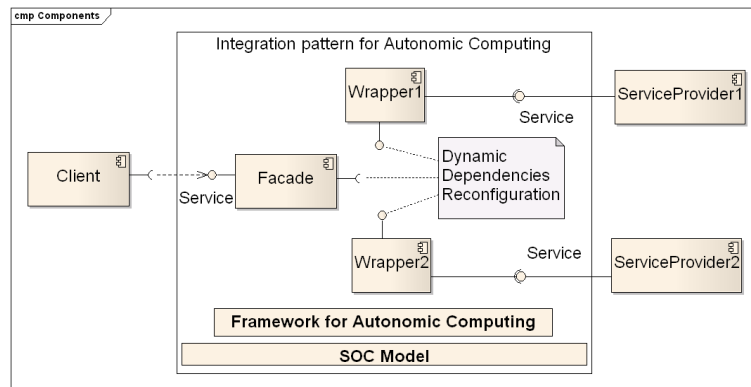 cmp Components
Integration pattern for Autonomic Computing
Wrapper1
ServiceProvider1
Service
Client
Service
Facade
Dynamic
Dependencies
Reconfiguration
Wrapper2
Service
ServiceProvider2
Framework for Autonomic Computing
SOC Model